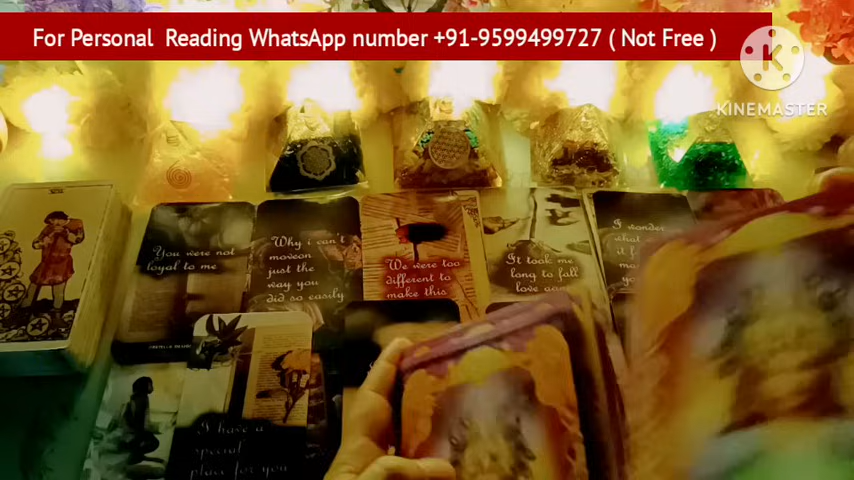 For Personal Reading WhatsApp number +91-9599499727 ( Not Free )
K
KINEMASTER
You were not
loyal to me
Why i can't
moveon
just the
way you
did so easily
We were too
different to
make this
It took me
long to fall
love
I wonder
what
I have a
special
place for you